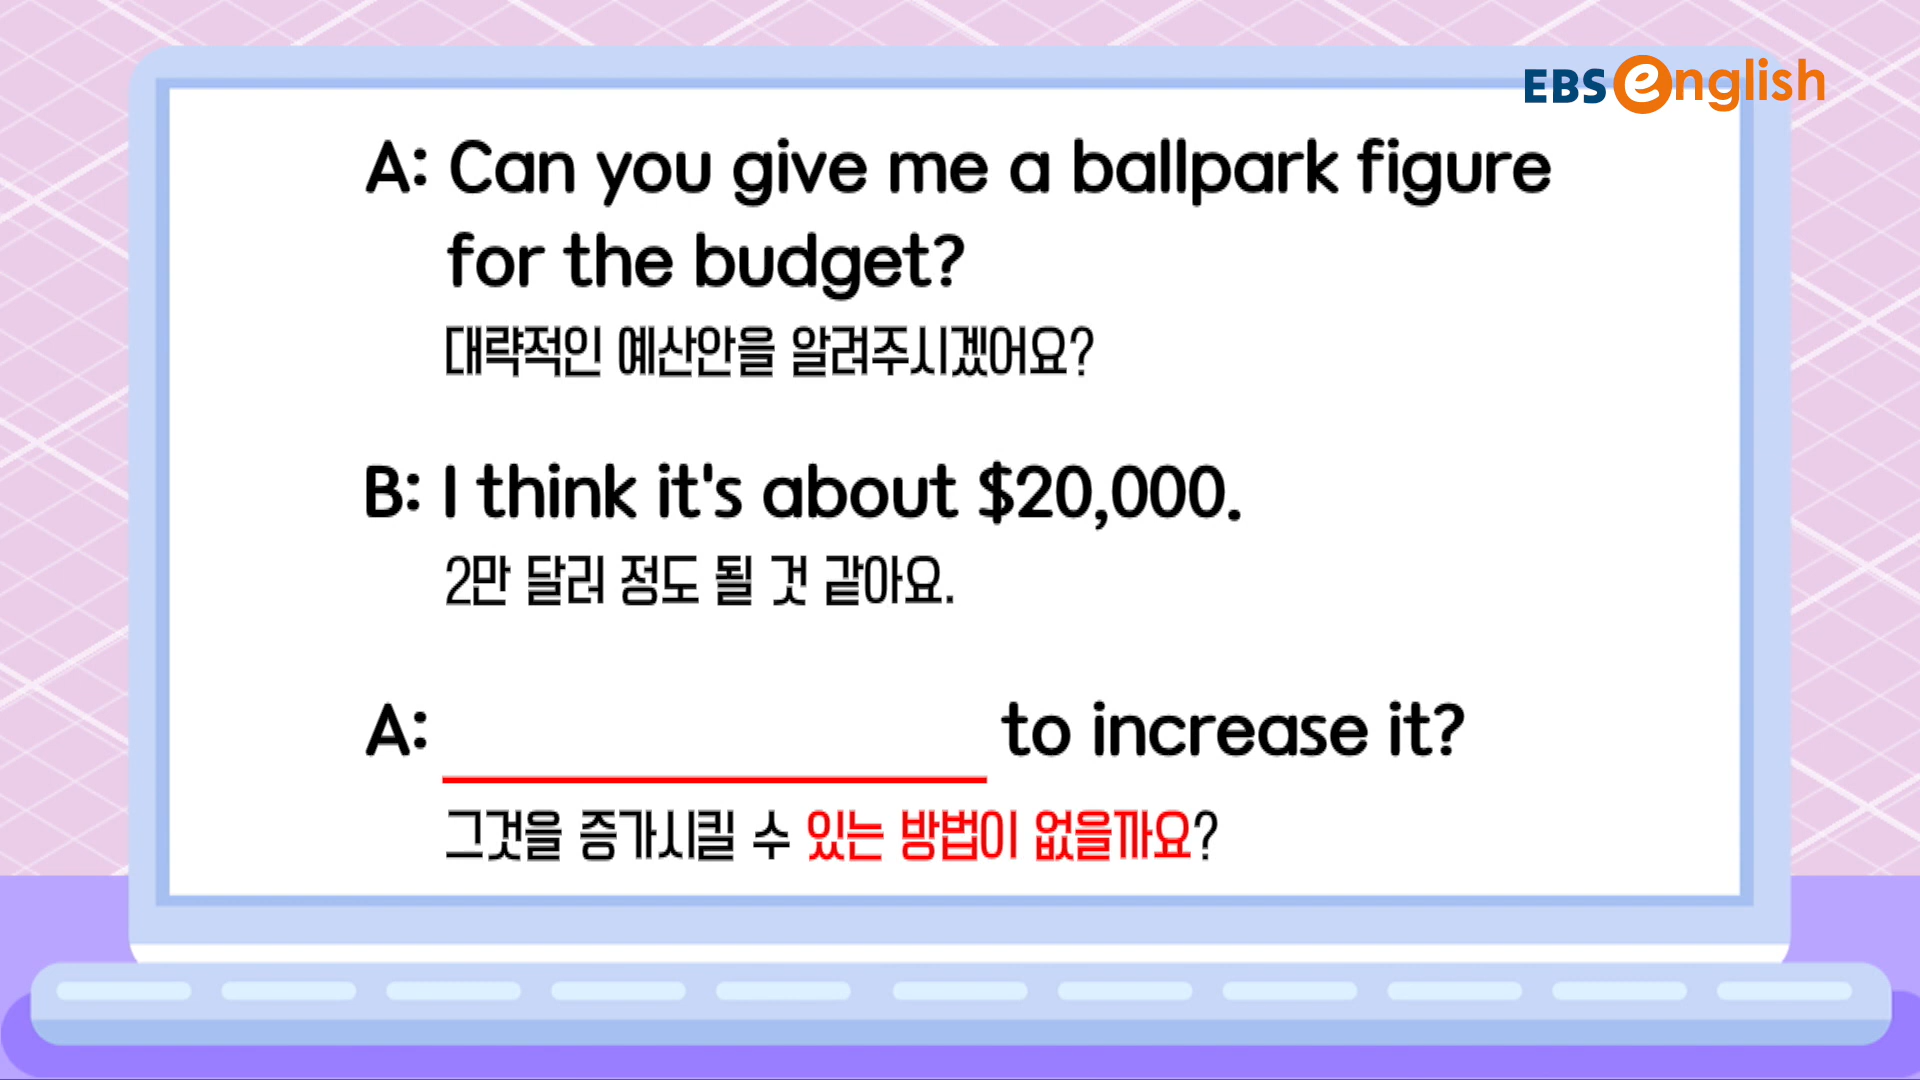 EBS English
A: Can you give me a ballpark figure
for the budget?
대략적인 예산안을 알려주시겠어요?
B: I think it's about $20,000.
2만 달러 정도 될 것 같아요.
A: to increase it?
그것을 증가시킬 수 있는 방법이 없을까요?